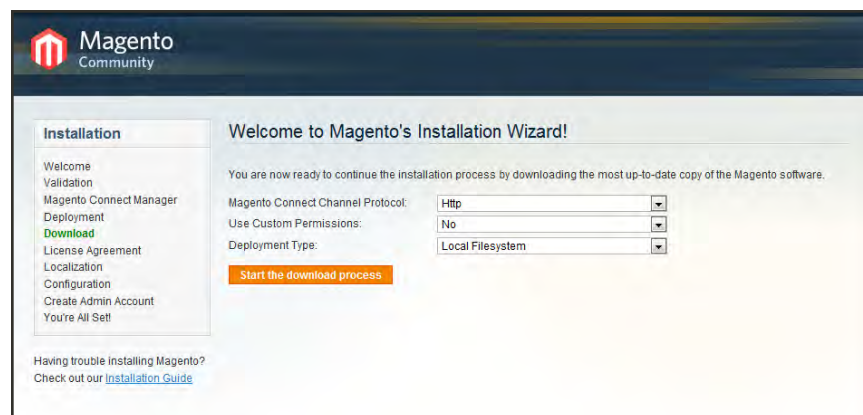 Magento
Community
Installation
Welcome
Validation
Magento Connect Manager
Deployment
Download
License Agreement
Localization
Configuration
Create Admin Account
You're All Set!
Having trouble installing Magento?
Check out our Installation Guide
Welcome to Magento's Installation Wizard!
You are now ready to continue the installation process by downloading the most up-to-date copy of the Magento software.
Magento Connect Channel Protocol: Http
Use Custom Permissions: No
Deployment Type: Local Filesystem
Start the download process